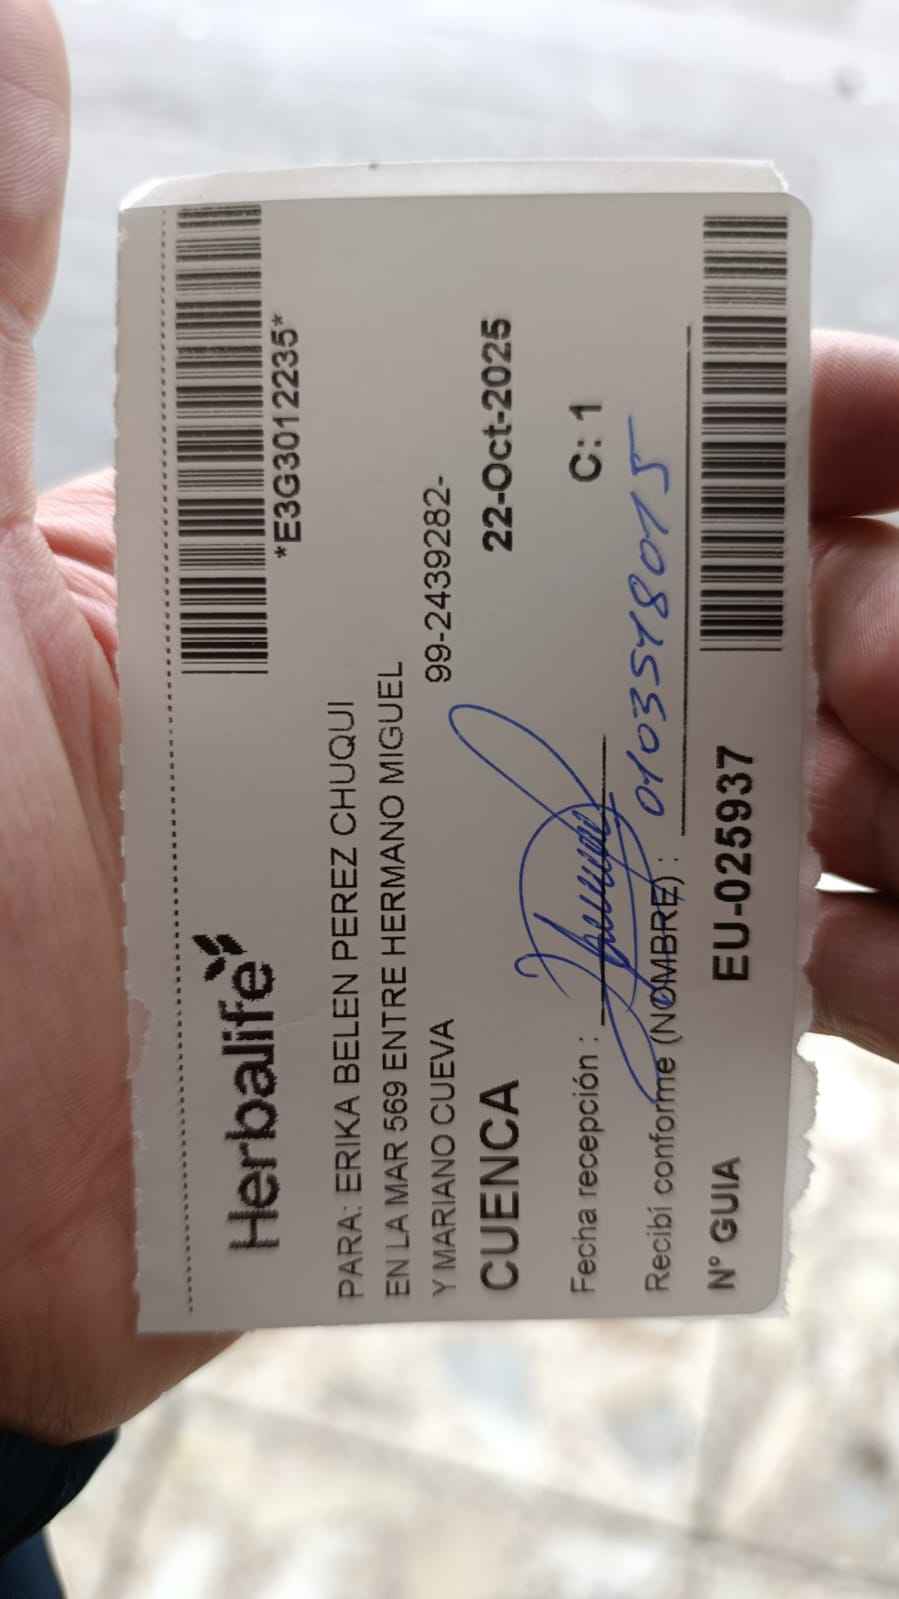 *E3G3012235*
Herbalife
PARA: ERIKA BELEN PEREZ CHUQUI
EN LA MAR 569 ENTRE HERMANO MIGUEL
Y MARIANO CUEVA 99-2439282-
CUENCA 22-Oct-2025
Fecha recepción : C: 1
Recibí conforme (NOMBRE) : 0103548015
Nº GUIA EU-025937